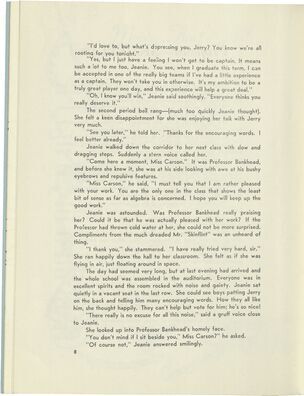 "I'd love to, but what's depressing you, Jerry? You know we're all
rooting for you tonight."
"Yes, but I just have a feeling I won't get to be captain. It means
such a lot to me too, Jeanie. You see, when I graduate this term, I can
be accepted in one of the really big teams if I've had a little experience
as a captain. They won't take you in otherwise. It's my ambition to be a
truly great player one day, and this experience will help a great deal."
"Oh, I know you'll win," Jeanie said soothingly. "Everyone thinks you
really deserve it."
The second period bell rang—(much too quickly Jeanie thought).
She felt a keen disappointment for she was enjoying her talk with Jerry
very much.
"See you later," he told her. "Thanks for the encouraging words. I
feel better already."
Jeanie walked down the corridor to her next class with slow and
dragging steps. Suddenly a stern voice called her.
"Come here a moment, Miss Carson." It was Professor Bankhead,
and before she knew it, she was at his side looking with awe at his bushy
eyebrows and repulsive features.
"Miss Carson," he said, "I must tell you that I am rather pleased
with your work. You are the only one in the class that shows the least
bit of sense as far as algebra is concerned. I hope you will keep up the
good work."
Jeanie was astounded. Was Professor Bankhead really praising
her? Could it be that he was actually pleased with her work? If the
Professor had thrown cold water at her, she could not be more surprised.
Compliments from the much dreaded Mr. "Skinflint" was an unheard of
thing.
"I thank you," she stammered. "I have really tried very hard, sir."
She ran happily down the hall to her classroom. She felt as if she was
flying in air, just floating around in space.
The day had seemed very long, but at last evening had arrived and
the whole school was assembled in the auditorium. Everyone was in
excellent spirits and the room rocked with noise and gaiety. Jeanie sat
quietly in a vacant seat in the last row. She could see boys patting Jerry
on the back and telling him many encouraging words. How they all like
him, she thought happily. They can't help but vote for him; he's so nice!
"There really is no excuse for all this noise," said a gruff voice close
to Jeanie.
She looked up into Professor Bankhead's homely face.
"You don't mind if I sit beside you," Miss Carson?" he asked.
"Of course not," Jeanie answered smilingly.
8